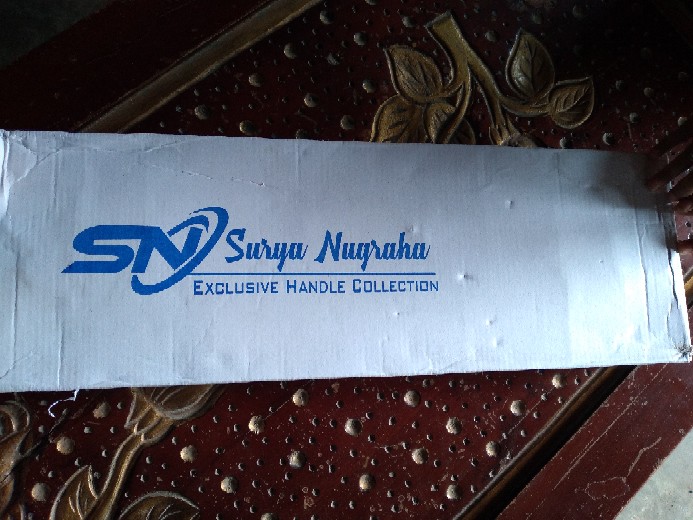 SN Surya Nugraha
EXCLUSIVE HANDLE COLLECTION